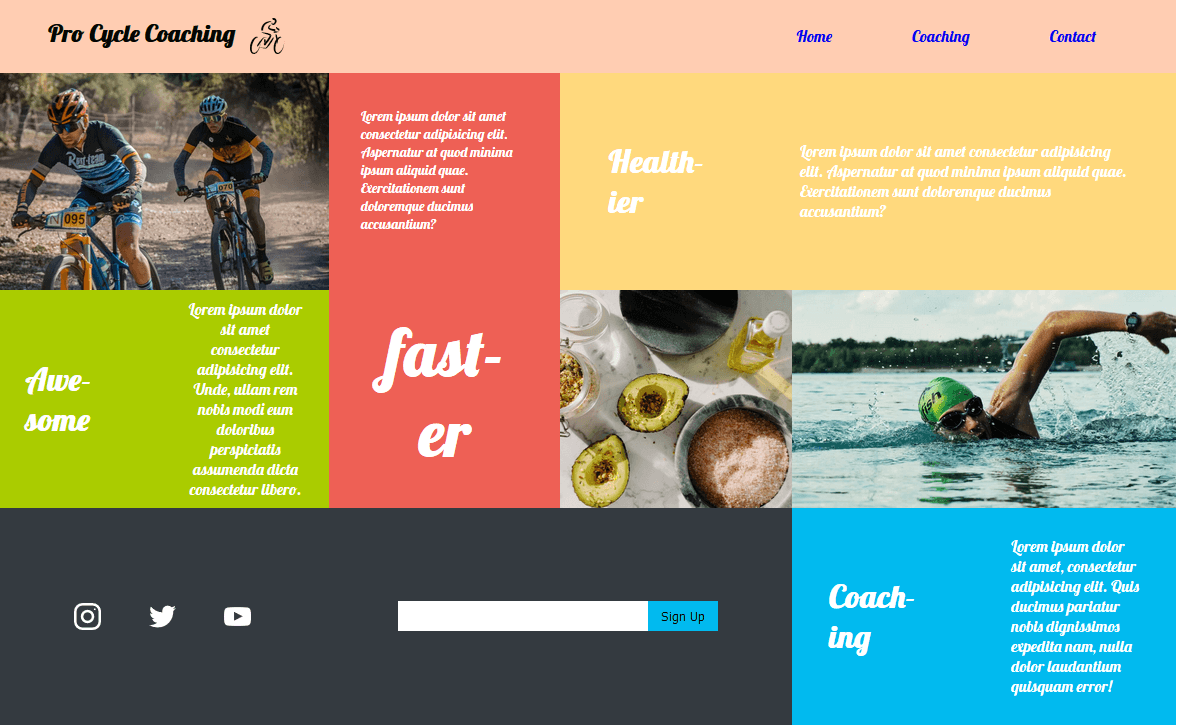 Pro Cycle Coaching
Home Coaching Contact
095
070
Lorem ipsum dolor sit amet
consectetur adipisicing elit.
Aspernatur at quod minima
ipsam aliquid quae.
Exercitationem sunt
doloremque ducimus
accusantium?
Health-
ier
Lorem ipsum dolor sit amet consectetur adipisicing
elit. Aspernatur at quod minima ipsum aliquid quae.
Exercitationem sunt doloremque ducimus
accusantium?
Awe-
some
Lorem ipsum dolor
sit amet
consectetur
adipisicing elit.
Unde, ullam rem
nobis modi eum
doloribus
perspiciatis
assumenda dicta
consectetur libero.
fast-
er
Sign Up
Coach-
ing
Lorem ipsum dolor
sit amet, consectetur
adipisicing elit. Quis
ducimus pariatur
nobis dignissimos
expedita nam, nulla
dolor laudantium
quisquam error!